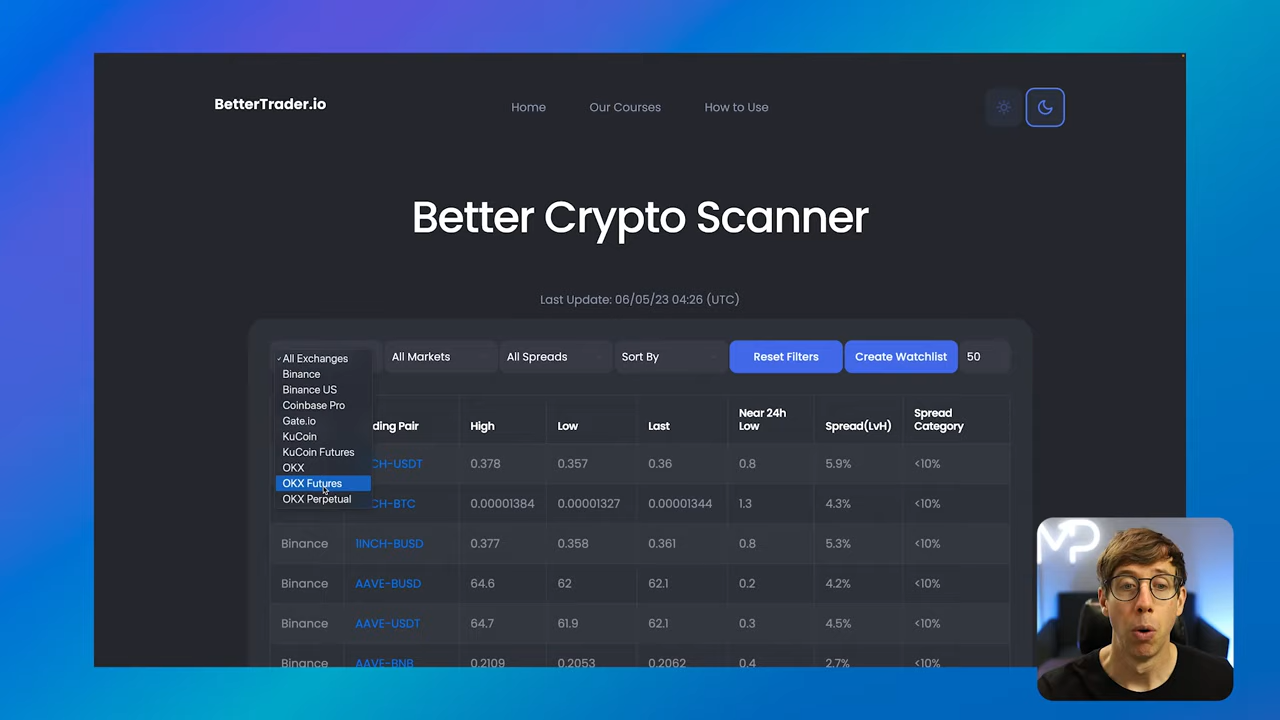 BetterTrader.io
Home Our Courses How to Use
Better Crypto Scanner
Last Update: 06/05/23 04:26 (UTC)
All Exchanges All Markets All Spreads Sort By Reset Filters Create Watchlist 50
Binance
Binance US
Coinbase Pro
Gate.io
KuCoin
KuCoin Futures
OKX
OKX Futures
OKX Perpetual
ding Pair High Low Last Near 24h Low Spread(LvH) Spread Category
CH-USDT 0.378 0.357 0.36 0.8 5.9% <10%
CH-BTC 0.00001384 0.00001327 0.00001344 1.3 4.3% <10%
Binance 1INCH-BUSD 0.377 0.358 0.361 0.8 5.3% <10%
Binance AAVE-BUSD 64.6 62 62.1 0.2 4.2% <10%
Binance AAVE-USDT 64.7 61.9 62.1 0.3 4.5% <10%
Binance AAVE-BNB 0.2109 0.2053 0.2062 0.4 2.7% <10%
MP